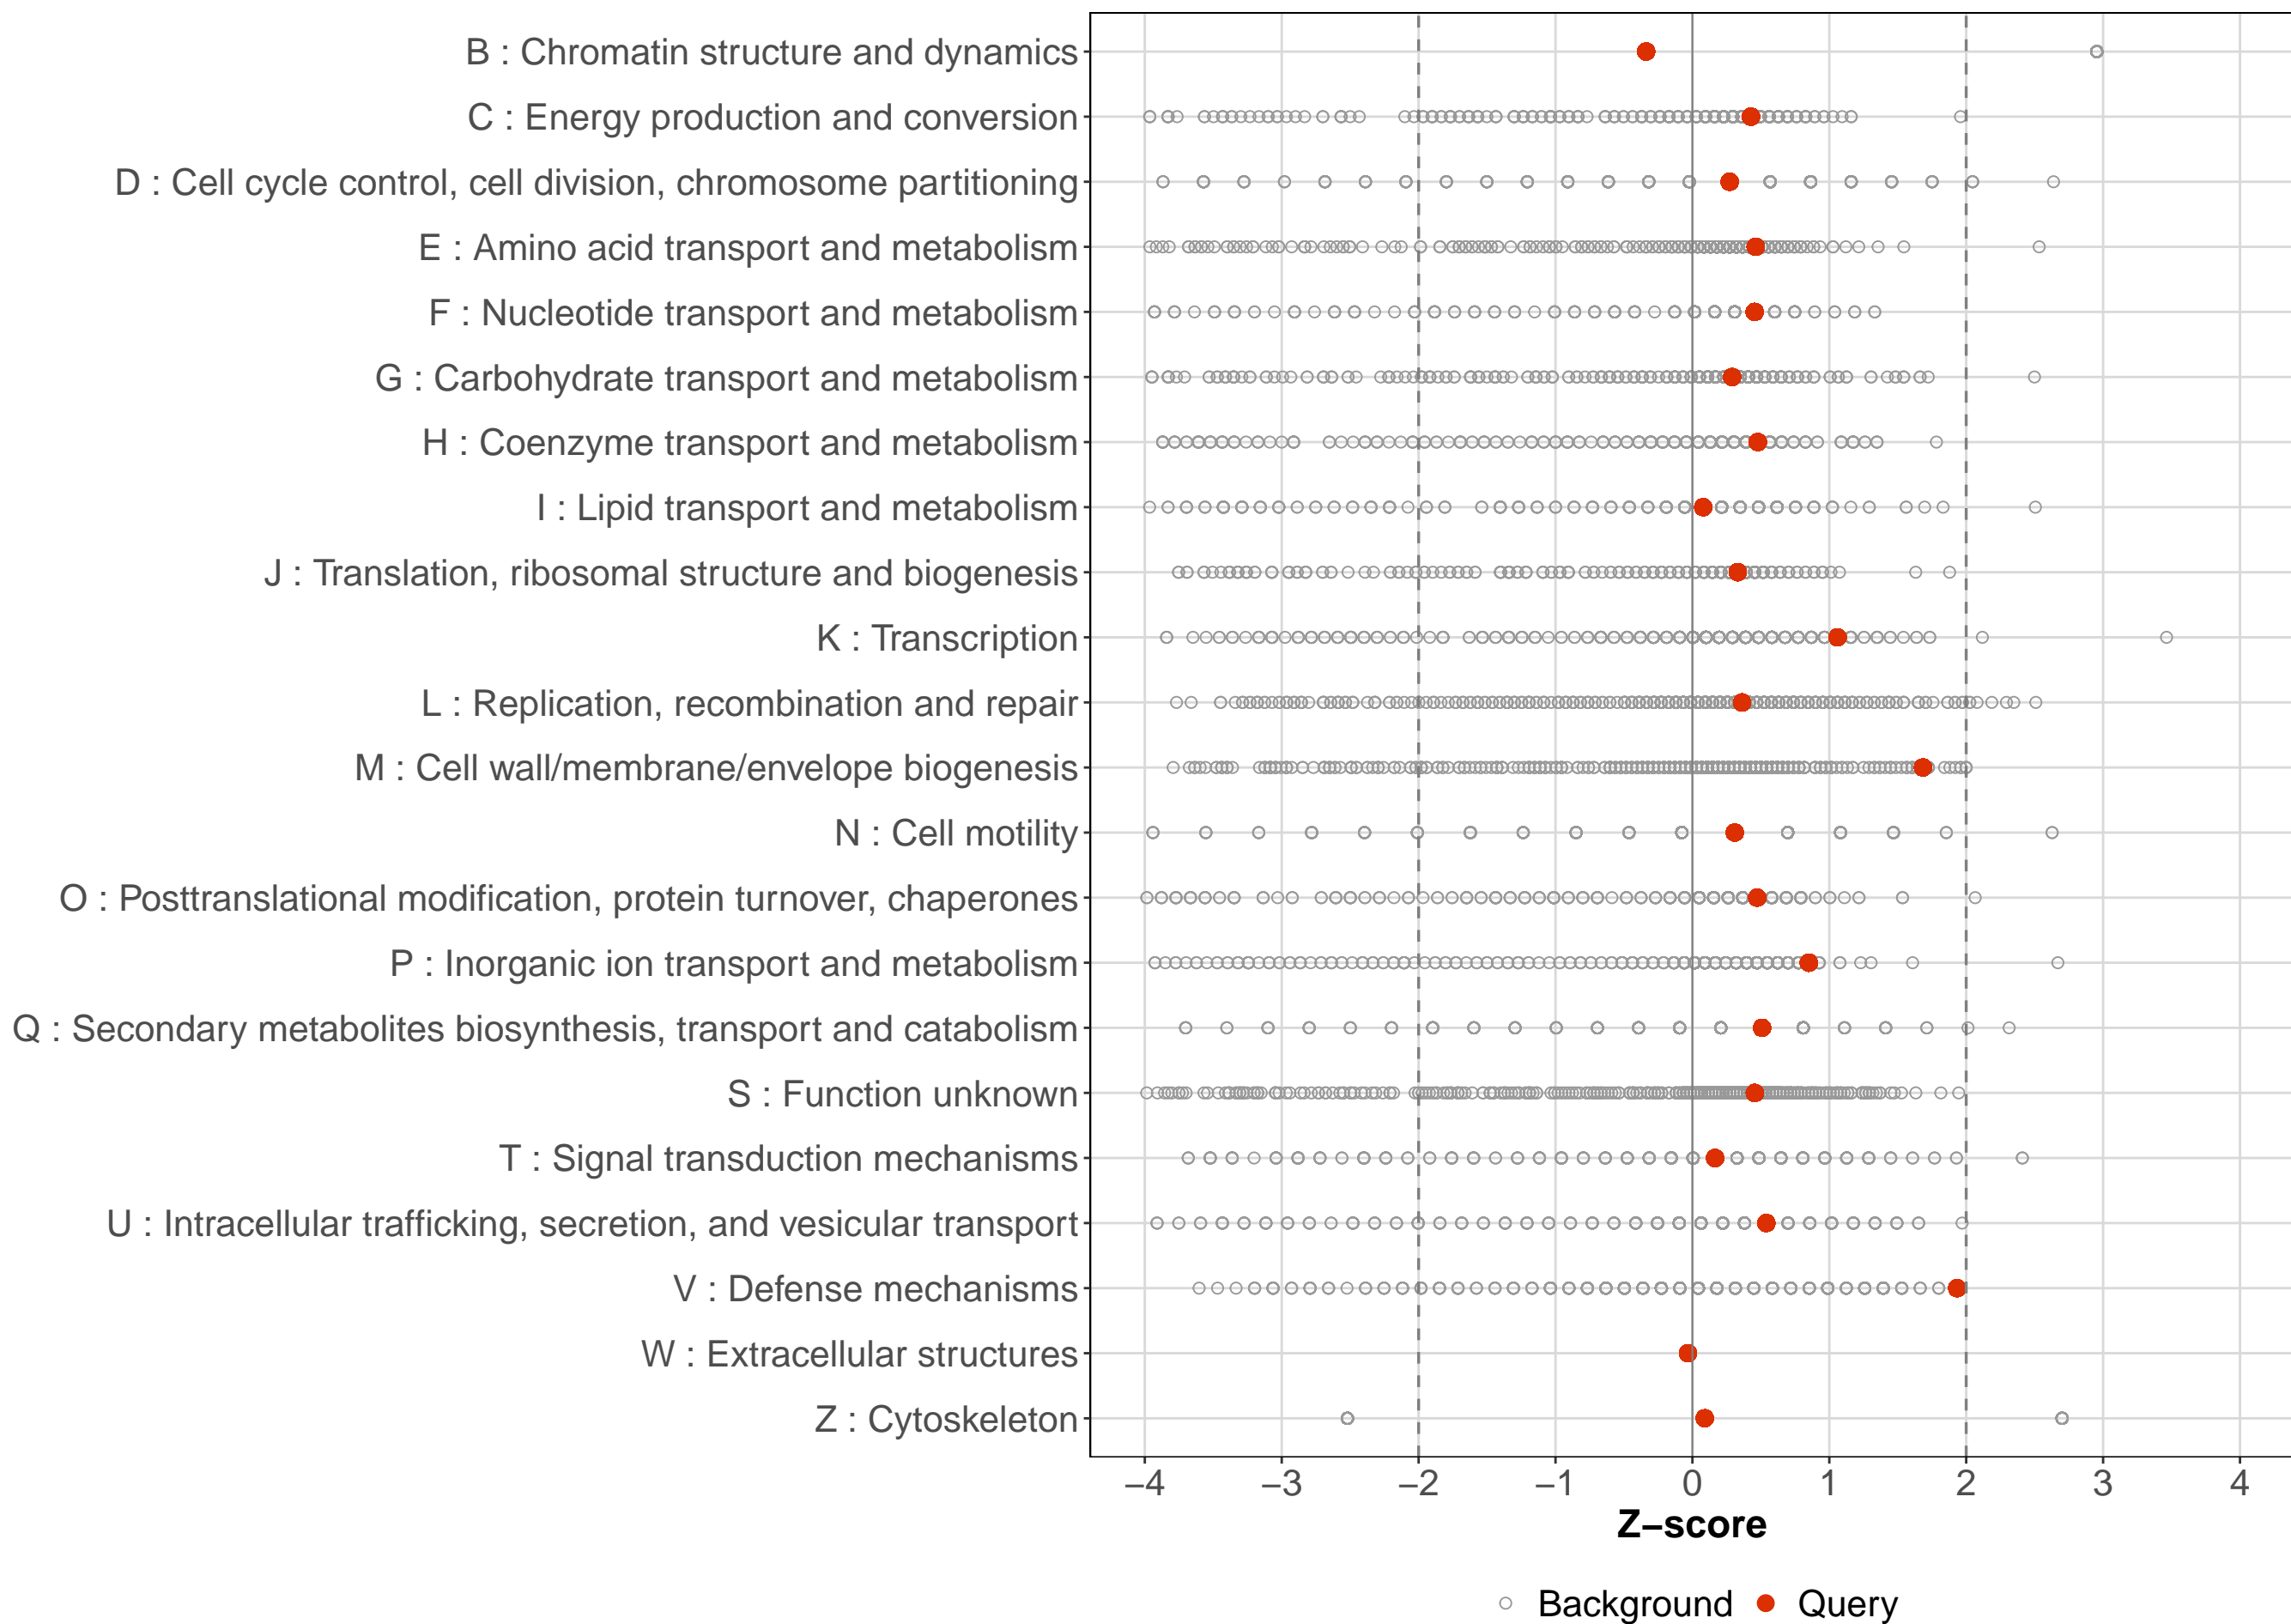 B : Chromatin structure and dynamics
C : Energy production and conversion
D : Cell cycle control, cell division, chromosome partitioning
E : Amino acid transport and metabolism
F : Nucleotide transport and metabolism
G : Carbohydrate transport and metabolism
H : Coenzyme transport and metabolism
I : Lipid transport and metabolism
J : Translation, ribosomal structure and biogenesis
K : Transcription
L : Replication, recombination and repair
M : Cell wall/membrane/envelope biogenesis
N : Cell motility
O : Posttranslational modification, protein turnover, chaperones
P : Inorganic ion transport and metabolism
Q : Secondary metabolites biosynthesis, transport and catabolism
S : Function unknown
T : Signal transduction mechanisms
U : Intracellular trafficking, secretion, and vesicular transport
V : Defense mechanisms
W : Extracellular structures
Z : Cytoskeleton
−4 −3 −2 −1 0 1 2 3 4
Z−score
Background Query